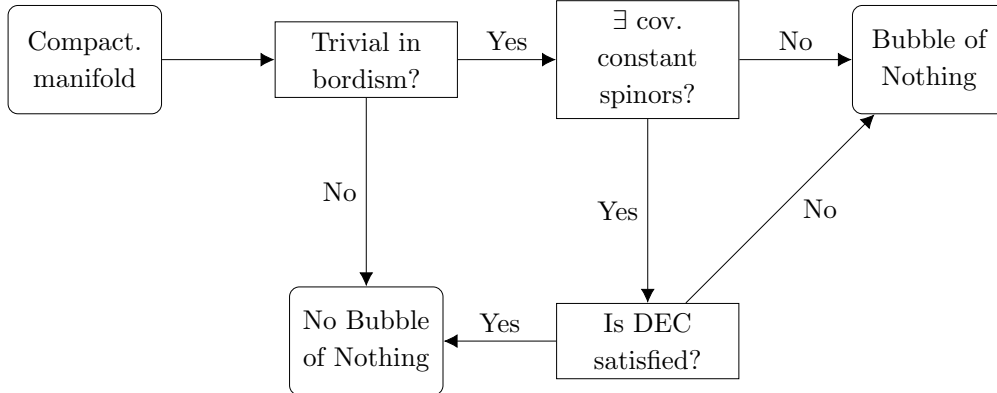 Compact.
manifold
Trivial in
bordism?
Yes
∃ cov.
constant
spinors?
No
Bubble of
Nothing
No
Yes
No
No Bubble
of Nothing
Yes
Is DEC
satisfied?